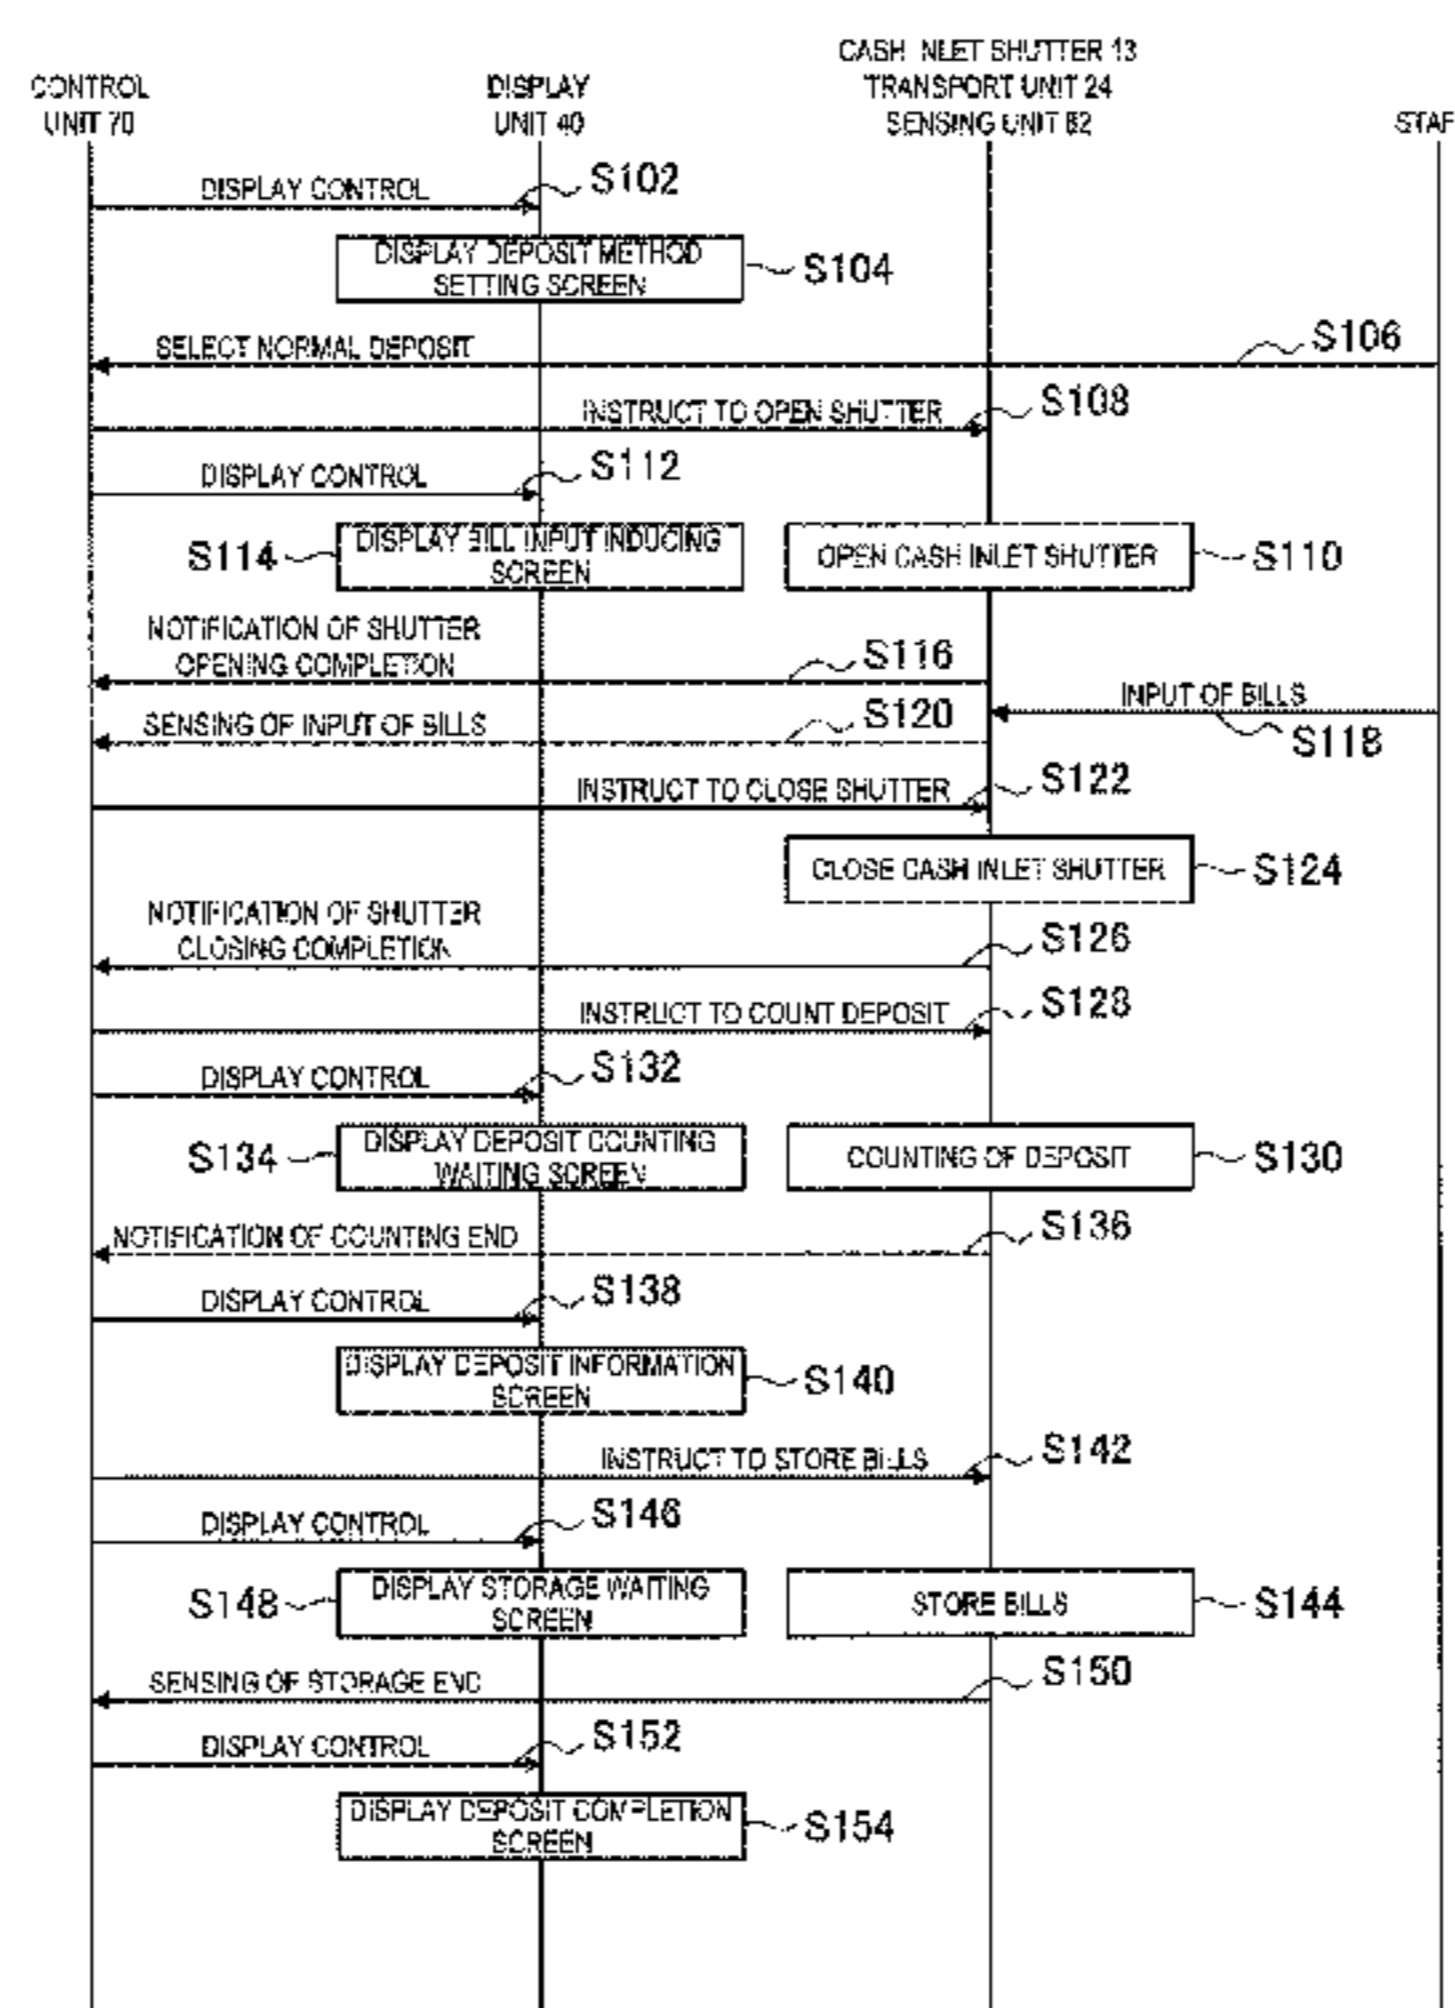 CASH INLET SHUTTER 13
CONTROL
DISPLAY
TRANSPORT UNIT 24
UNIT 70
UNIT 40
SENSING UNIT 62
STAF
DISPLAY CONTROL
S102
DISPLAY DEPOSIT METHOD
SETTING SCREEN
S104
SELECT NORMAL DEPOSIT
S106
INSTRUCT TO OPEN SHUTTER
S108
DISPLAY CONTROL
S112
S114
DISPLAY BILL INPUT INDUCING
SCREEN
OPEN CASH INLET SHUTTER
S110
NOTIFICATION OF SHUTTER
OPENING COMPLETION
S116
INPUT OF BILLS
S118
SENSING OF INPUT OF BILLS
S120
INSTRUCT TO CLOSE SHUTTER
S122
CLOSE CASH INLET SHUTTER
S124
NOTIFICATION OF SHUTTER
CLOSING COMPLETION
S126
INSTRUCT TO COUNT DEPOSIT
S128
DISPLAY CONTROL
S132
S134
DISPLAY DEPOSIT COUNTING
WAITING SCREEN
COUNTING OF DEPOSIT
S130
NOTIFICATION OF COUNTING END
S136
DISPLAY CONTROL
S138
DISPLAY DEPOSIT INFORMATION
SCREEN
S140
INSTRUCT TO STORE BILLS
S142
DISPLAY CONTROL
S146
S148
DISPLAY STORAGE WAITING
SCREEN
STORE BILLS
S144
SENSING OF STORAGE END
S150
DISPLAY CONTROL
S152
DISPLAY DEPOSIT COMPLETION
SCREEN
S154